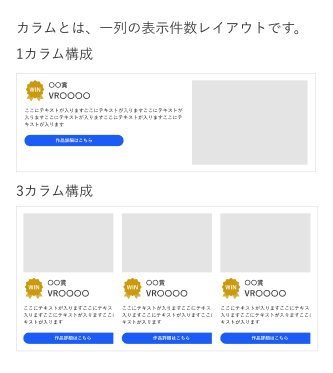 カラムとは、一列の表示件数レイアウトです。
1カラム構成
WIN
〇〇賞
VR〇〇〇〇
ここにテキストが入りますここにテキストが入りますここにテキストが
入りますここにテキストが入りますここにテキストが入りますここにテ
キストが入ります
作品詳細はこちら
3カラム構成
WIN
〇〇賞
VR〇〇〇〇
ここにテキストが入りますここにテキス
入りますここにテキストが入りますここに
キストが入ります
作品詳細はこちら
WIN
〇〇賞
VR〇〇〇〇
ここにテキストが入りますここにテキス
入りますここにテキストが入りますここに
キストが入ります
作品詳細はこちら
WIN
〇〇賞
VR〇〇〇〇
ここにテキストが入りますここにテキス
入りますここにテキストが入りますここに
キストが入ります
作品詳細はこちら